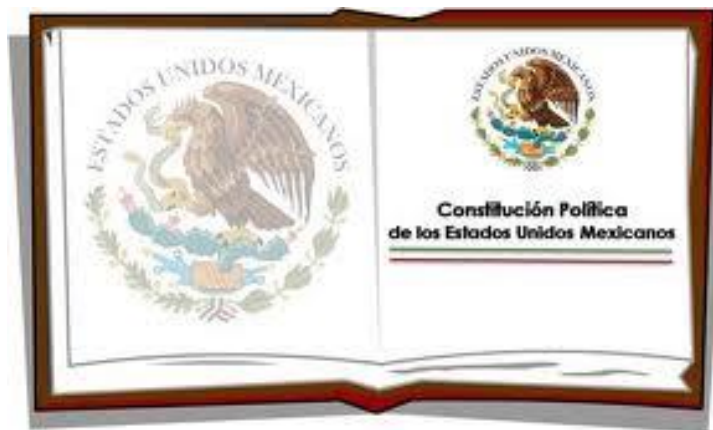 ESTADOS UNIDOS MEXICANOS
ESTADOS UNIDOS MEXICANOS
Constitución Política
de los Estados Unidos Mexicanos